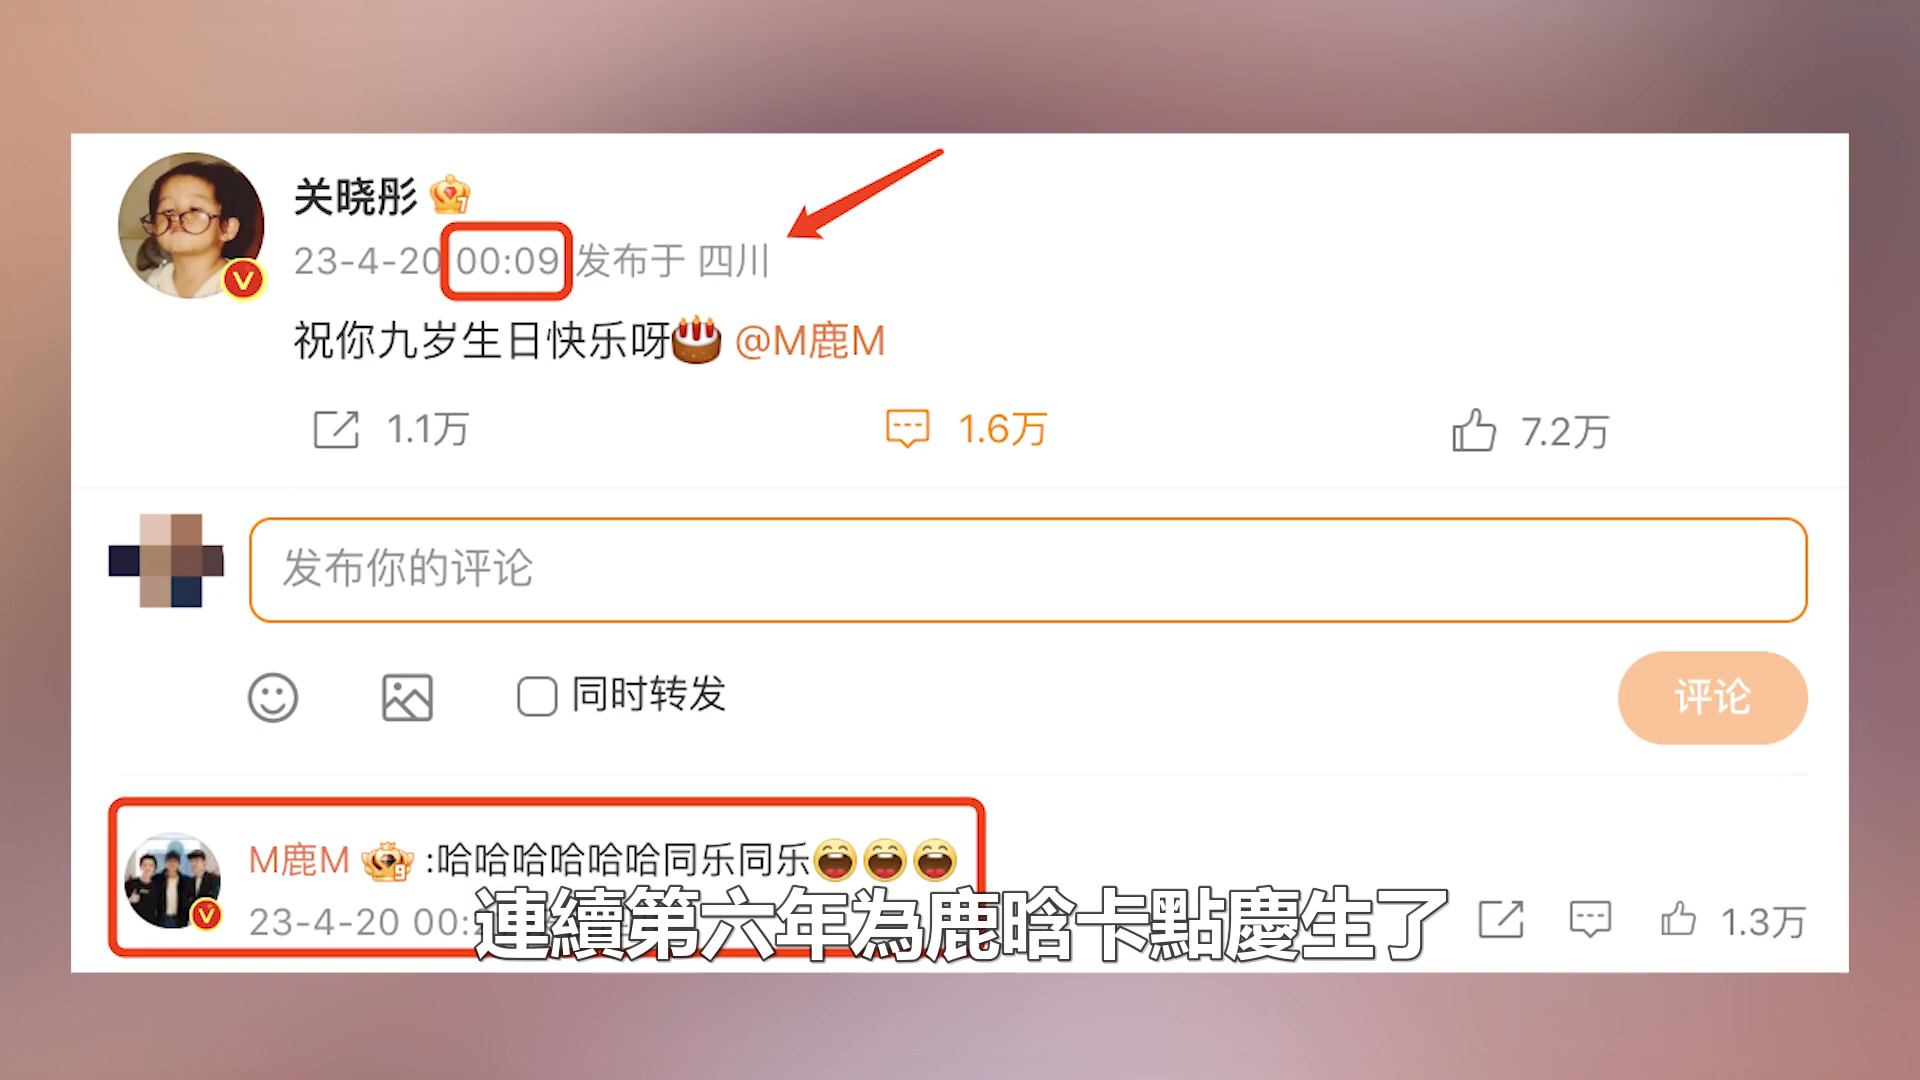 关晓彤
23-4-20 00:09 发布于 四川
祝你九岁生日快乐呀 @M鹿M
1.1万
1.6万
7.2万
发布你的评论
同时转发
评论
M鹿M :哈哈哈哈哈哈同乐同乐
23-4-20 00:
1.3万
連續第六年為鹿晗卡點慶生了